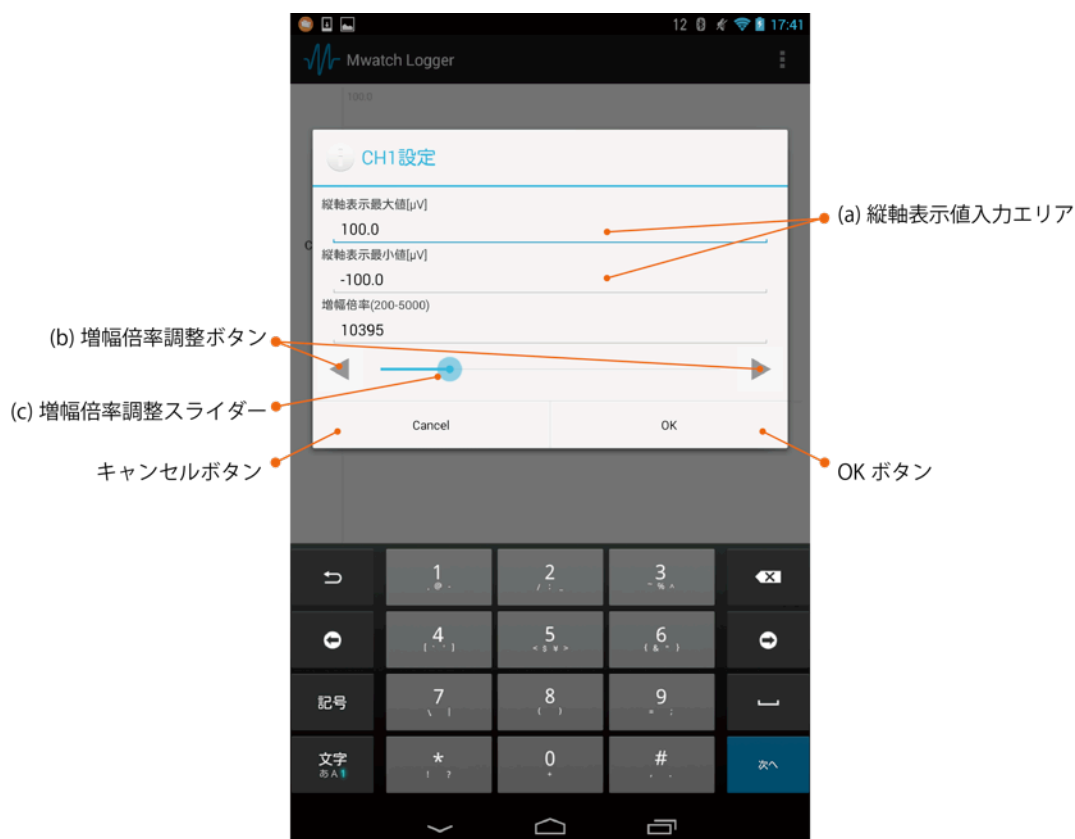 12 17:41
Mwatch Logger
100.0
CH1設定
縦軸表示最大値[μV]
100.0
(a) 縦軸表示値入力エリア
C
縦軸表示最小値[μV]
-100.0
増幅倍率(200-5000)
10395
(b) 増幅倍率調整ボタン
(c) 増幅倍率調整スライダー
Cancel
OK
キャンセルボタン
OK ボタン
1
. @ -
2
/ : _
3
~ % ^
4
[ ' ` ]
5
< $ ¥ >
6
{ & " }
記号
7
\ |
8
( )
9
= ;
文字
あA1
*
! ?
0
+
#
次へ